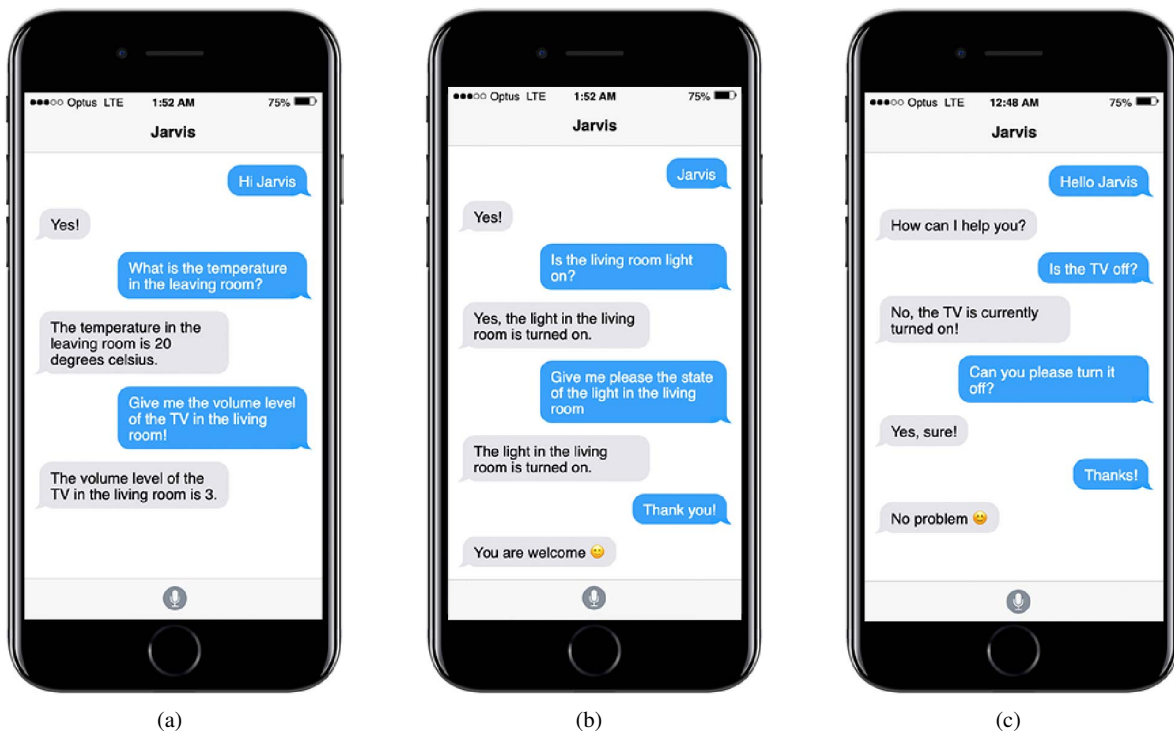 ●●●○○ Optus LTE 1:52 AM 75%
Jarvis
Hi Jarvis
Yes!
What is the temperature
in the leaving room?
The temperature in the
leaving room is 20
degrees celsius.
Give me the volume level
of the TV in the living
room!
The volume level of the
TV in the living room is 3.
(a)
●●●○○ Optus LTE 1:52 AM 75%
Jarvis
Jarvis
Yes!
Is the living room light
on?
Yes, the light in the living
room is turned on.
Give me please the state
of the light in the living
room
The light in the living
room is turned on.
Thank you!
You are welcome 😊
(b)
●●●○○ Optus LTE 12:48 AM 75%
Jarvis
Hello Jarvis
How can I help you?
Is the TV off?
No, the TV is currently
turned on!
Can you please turn it
off?
Yes, sure!
Thanks!
No problem 😊
(c)